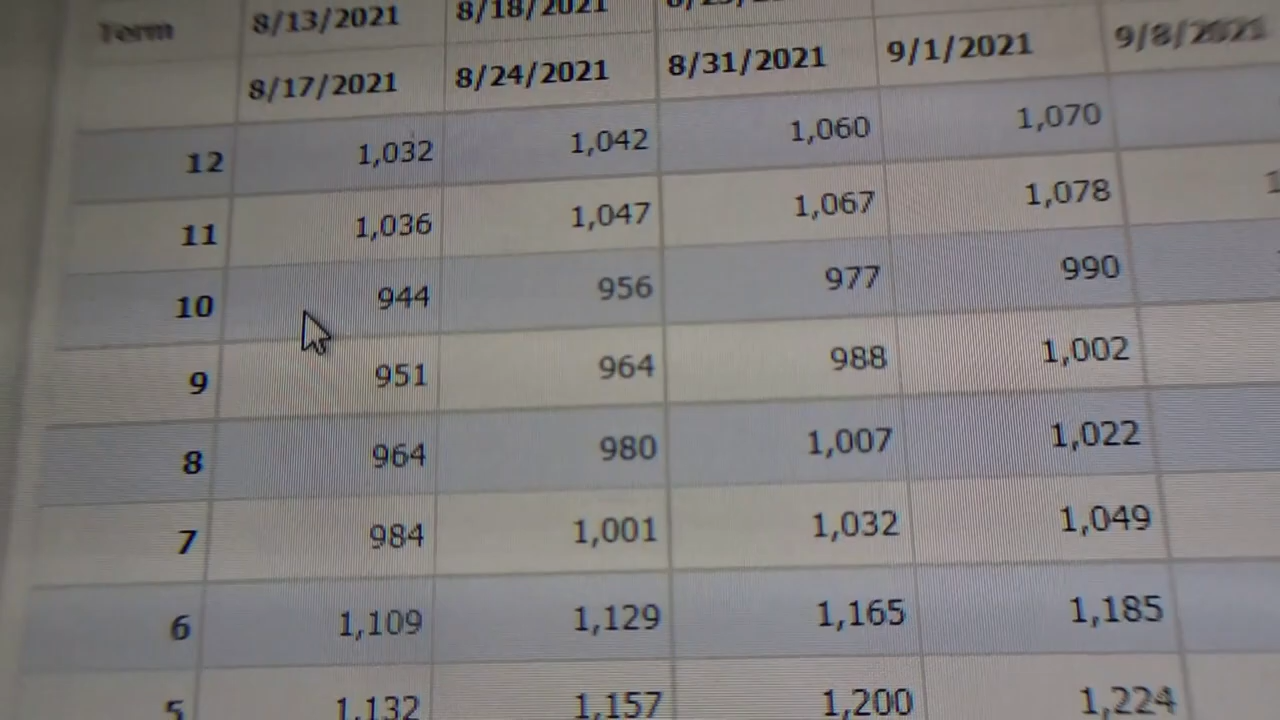 Term 8/13/2021 8/18/2021
8/17/2021 8/24/2021 8/31/2021 9/1/2021 9/8/2021
12 1,032 1,042 1,060 1,070
11 1,036 1,047 1,067 1,078
10 944 956 977 990
9 951 964 988 1,002
8 964 980 1,007 1,022
7 984 1,001 1,032 1,049
6 1,109 1,129 1,165 1,185
5 1,132 1,157 1,200 1,224